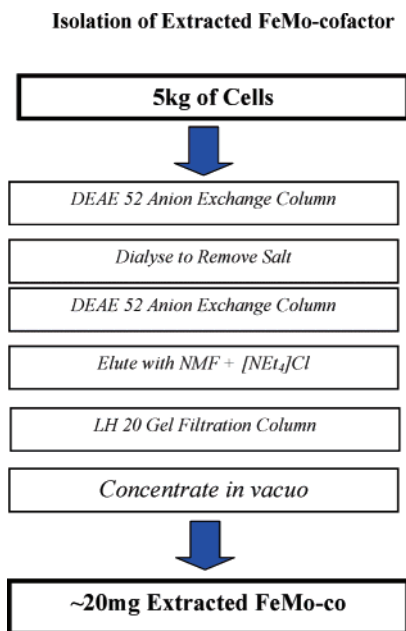 Isolation of Extracted FeMo-cofactor
5kg of Cells
DEAE 52 Anion Exchange Column
Dialyse to Remove Salt
DEAE 52 Anion Exchange Column
Elute with NMF + [NEt₄]Cl
LH 20 Gel Filtration Column
Concentrate in vacuo
~20mg Extracted FeMo-co